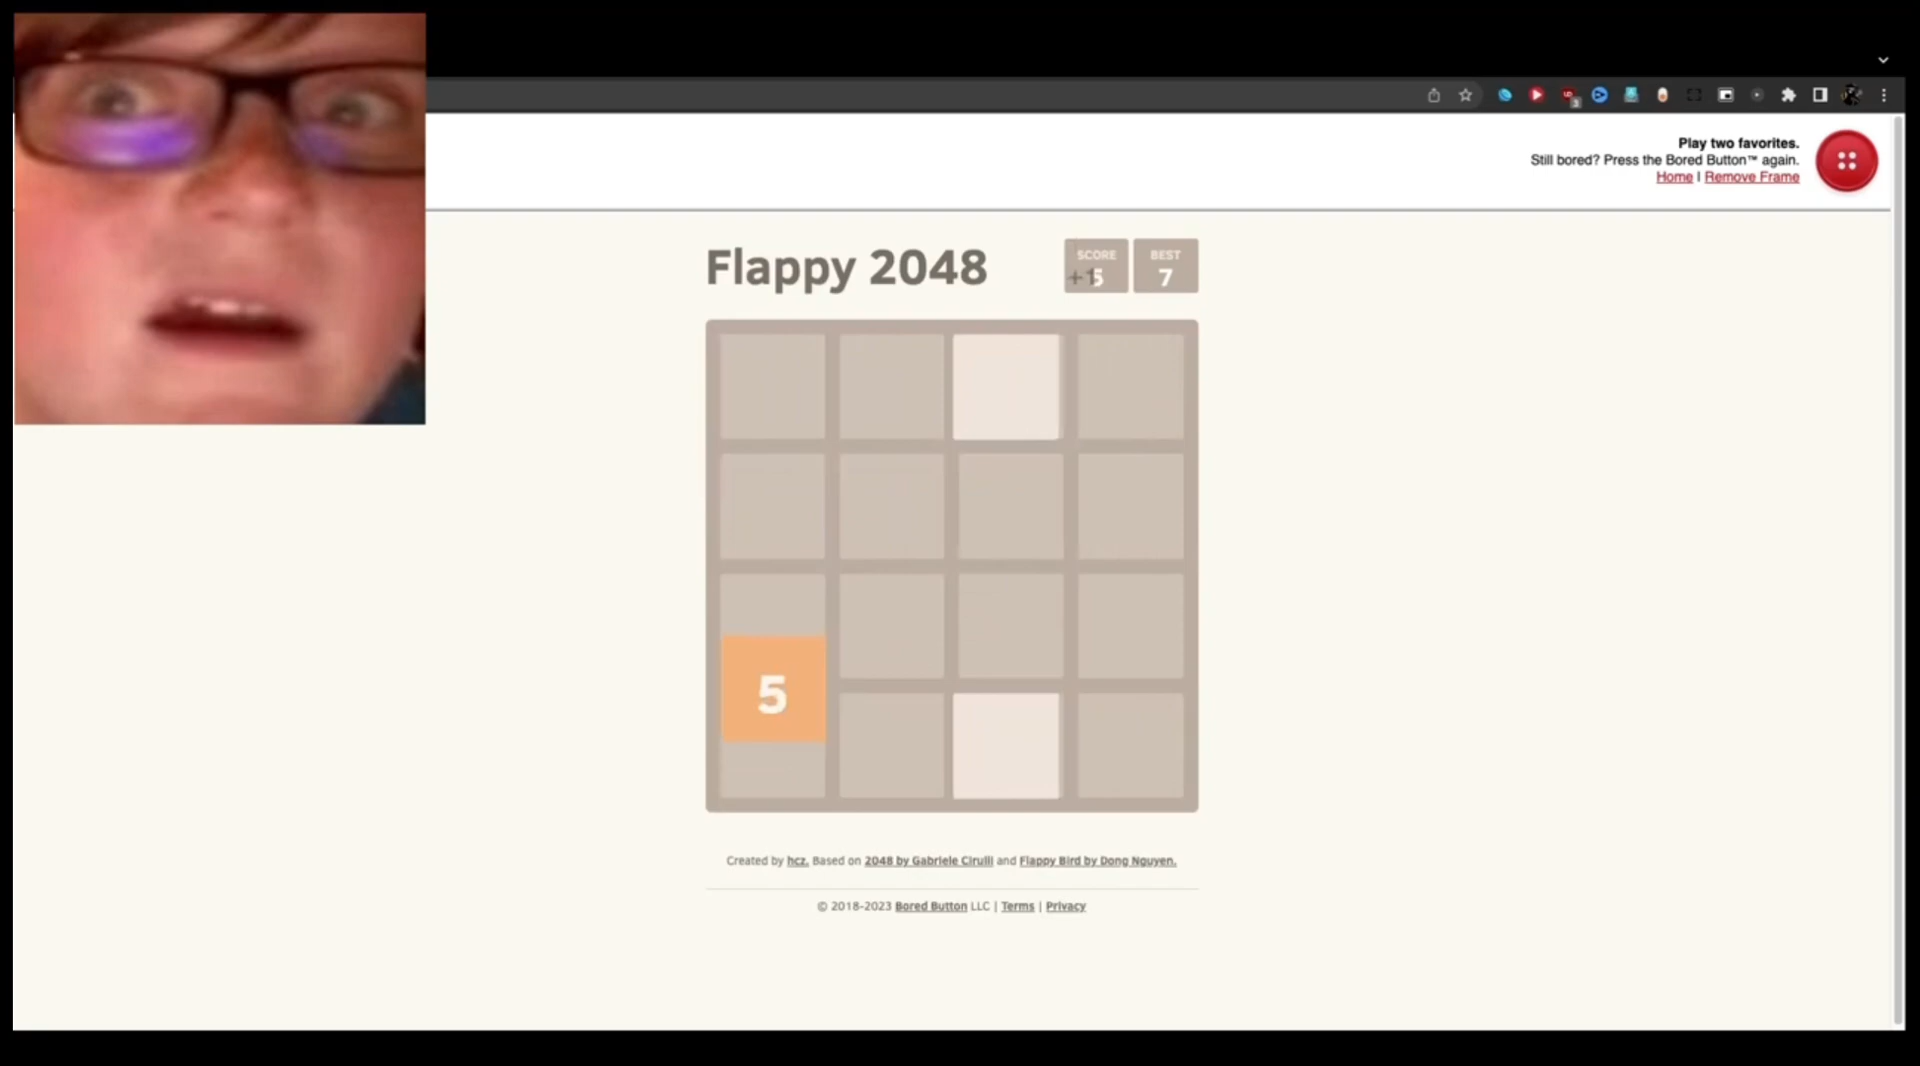 Play two favorites.
Still bored? Press the Bored Button™ again.
Home | Remove Frame
Flappy 2048
SCORE
+1
5
BEST
7
5
Created by hcz. Based on 2048 by Gabriele Cirulli and Flappy Bird by Dong Nguyen.
© 2018-2023 Bored Button LLC | Terms | Privacy